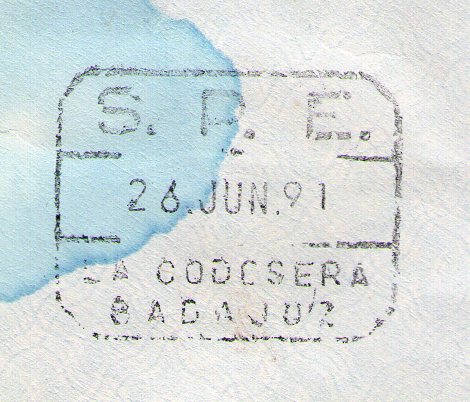 S. P. E.
26.JUN.91
LA CODOSERA
BADAJOZ